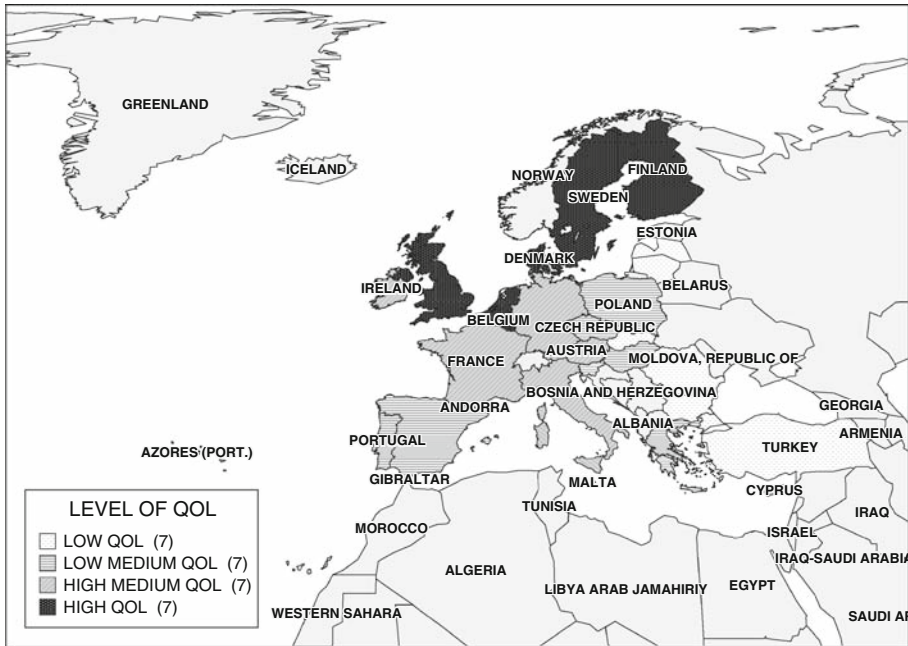 GREENLAND
ICELAND
NORWAY
FINLAND
SWEDEN
ESTONIA
DENMARK
BELARUS
IRELAND
POLAND
BELGIUM
CZECH REPUBLIC
AUSTRIA
MOLDOVA, REPUBLIC OF
FRANCE
BOSNIA AND HERZEGOVINA
ANDORRA
GEORGIA
ALBANIA
ARMENIA
PORTUGAL
TURKEY
AZORES (PORT.)
GIBRALTAR
MALTA
CYPRUS
TUNISIA
IRAQ
MOROCCO
ISRAEL
IRAQ-SAUDI ARABIA
ALGERIA
LIBYA ARAB JAMAHIRIY
EGYPT
WESTERN SAHARA
SAUDI AR
LEVEL OF QOL
LOW QOL (7)
LOW MEDIUM QOL (7)
HIGH MEDIUM QOL (7)
HIGH QOL (7)